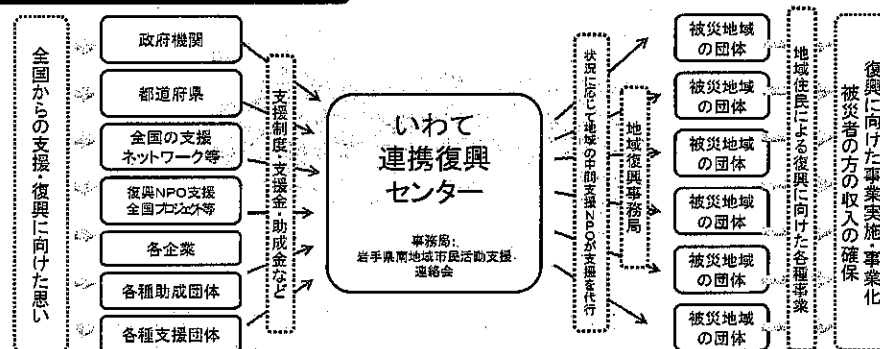 全国からの支援・復興に向けた思い
政府機関
都道府県
全国の支援
ネットワーク等
復興NPO支援
全国プロジェクト等
各企業
各種助成団体
各種支援団体
支援制度・支援金・助成金など
いわて
連携復興
センター
事務局:
岩手県南地域市民活動支援
連絡会
状況に応じて地域の中間支援NPOが支援を代行
地域復興事務局
被災地域
の団体
被災地域
の団体
被災地域
の団体
被災地域
の団体
被災地域
の団体
被災地域
の団体
地域住民による復興に向けた各種事業
復興に向けた事業実施・事業化
被災者の方の収入の確保